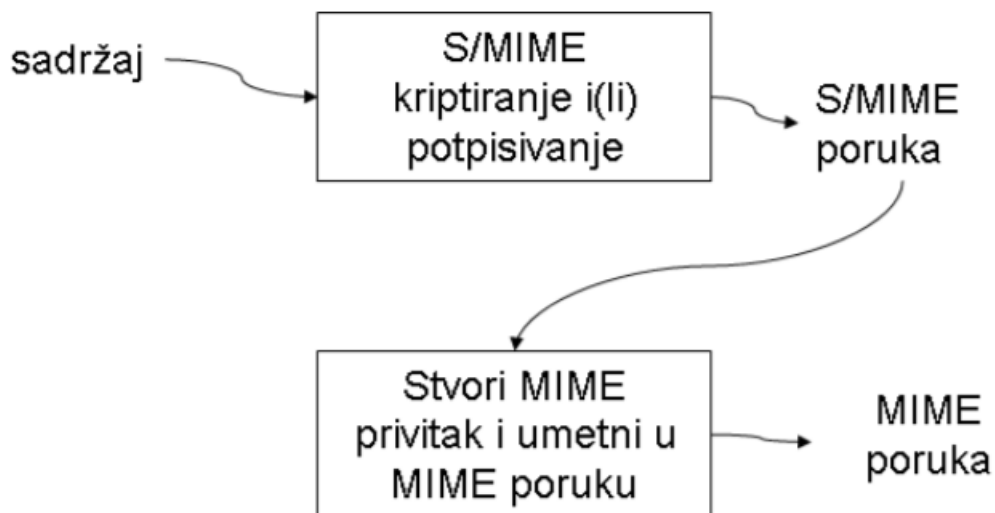 sadržaj
S/MIME
kriptiranje i(li)
potpisivanje
S/MIME
poruka
Stvori MIME
privitak i umetni u
MIME poruku
MIME
poruka